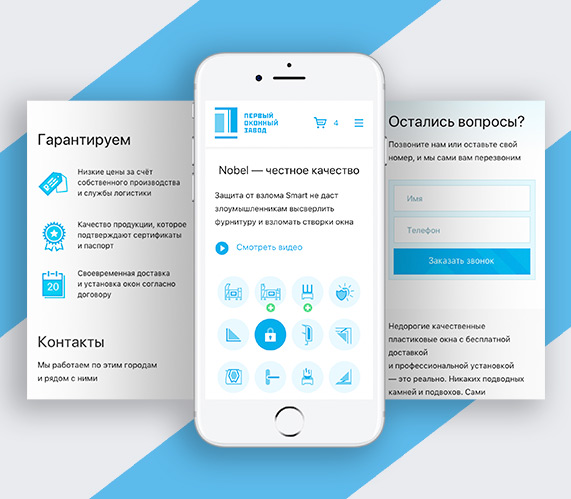 Гарантируем
Низкие цены за счёт
собственного производства
и службы логистики
Качество продукции, которое
подтверждают сертификаты
и паспорт
20
Своевременная доставка
и установка окон согласно
договору
Контакты
Мы работаем по этим городам
и рядом с ними
ПЕРВЫЙ
ОКОННЫЙ
ЗАВОД
4
Nobel — честное качество
Защита от взлома Smart не даст
злоумышленникам высверлить
фурнитуру и взломать створки окна
Смотреть видео
Остались вопросы?
Позвоните нам или оставьте свой
номер, и мы сами вам перезвоним
Имя
Телефон
Заказать звонок
Недорогие качественные
пластиковые окна с бесплатной
доставкой
и профессиональной установкой
— это реально. Никаких подводных
камней и подвохов. Сами